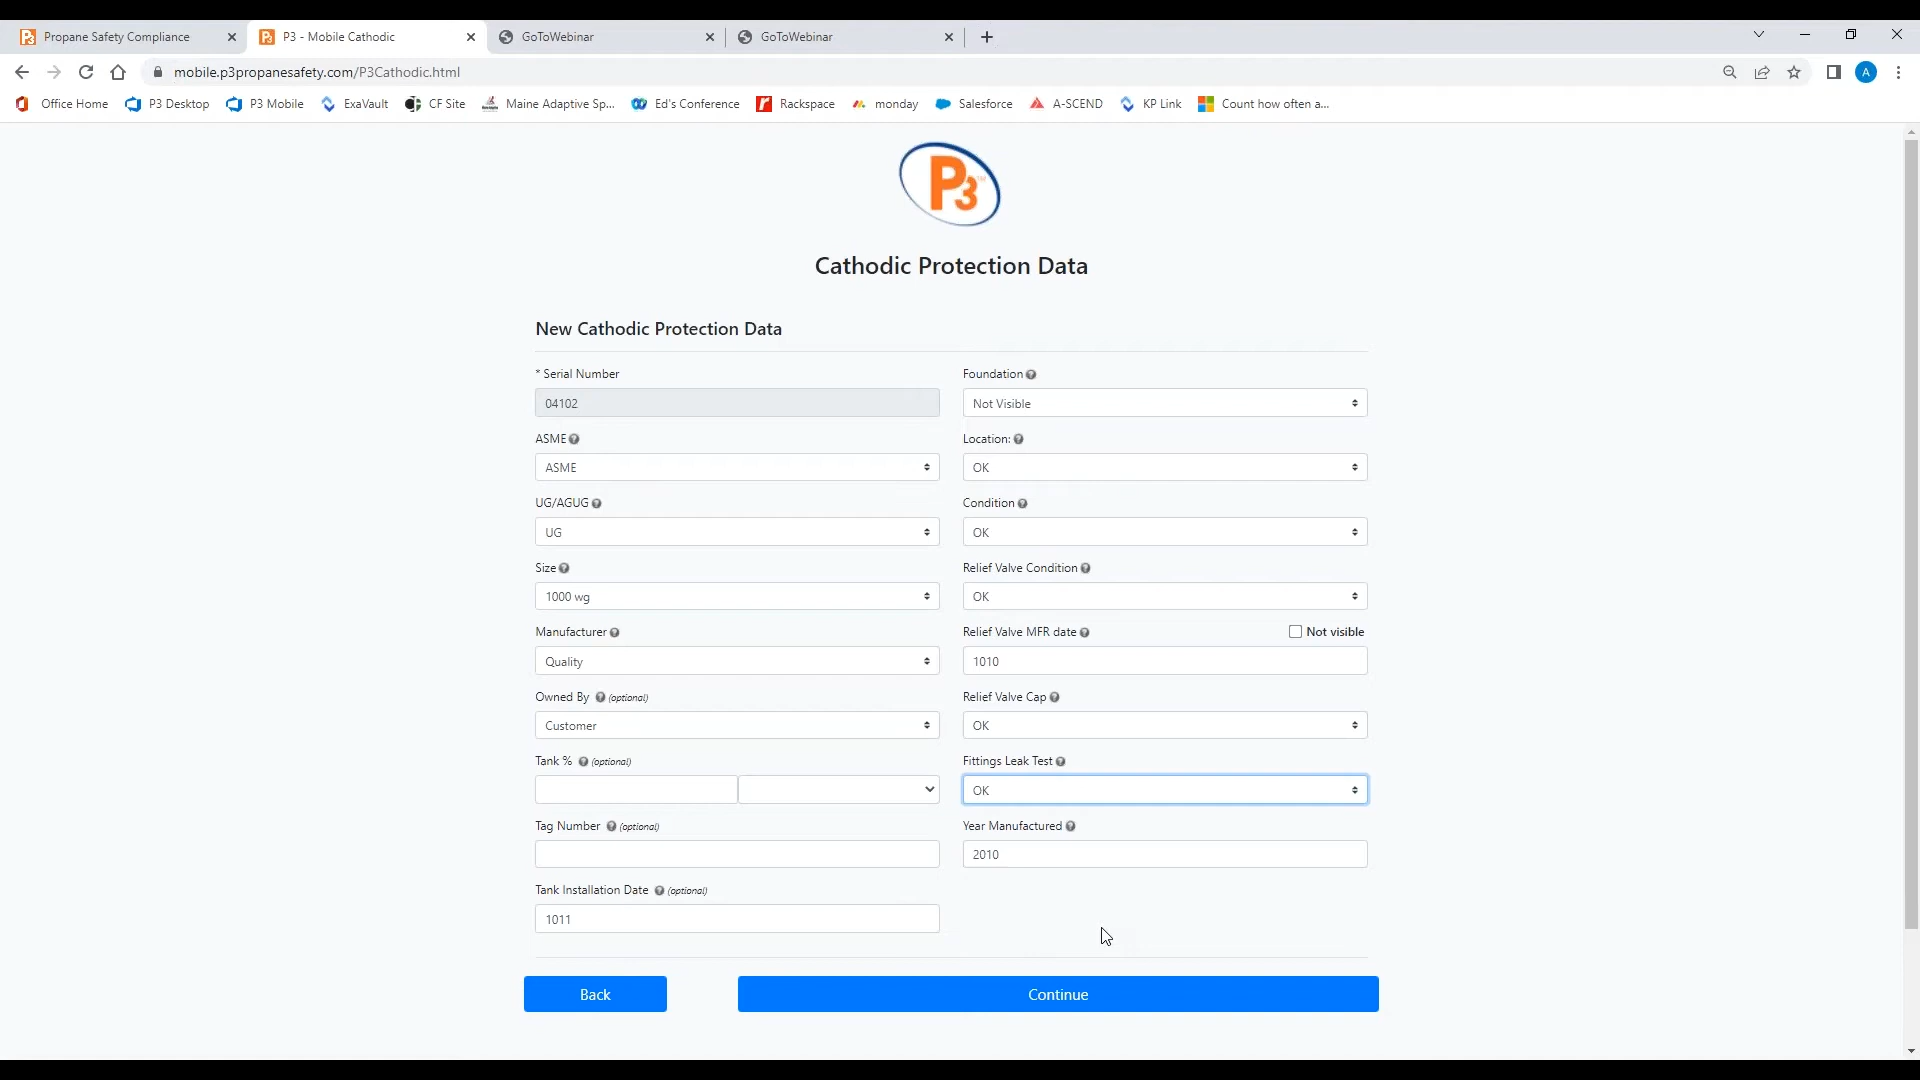 Propane Safety Compliance
P3 - Mobile Cathodic
GoToWebinar
GoToWebinar
mobile.p3propanesafety.com/P3Cathodic.html
A
Office Home
P3 Desktop
P3 Mobile
ExaVault
CF Site
Maine Adaptive Sp...
Ed's Conference
Rackspace
monday
Salesforce
A-SCEND
KP Link
Count how often a...
P3
Cathodic Protection Data
New Cathodic Protection Data
* Serial Number
04102
ASME
ASME
UG/AGUG
UG
Size
1000 wg
Manufacturer
Quality
Owned By (optional)
Customer
Tank % (optional)
Tag Number (optional)
Tank Installation Date (optional)
1011
Foundation
Not Visible
Location:
OK
Condition
OK
Relief Valve Condition
OK
Relief Valve MFR date
Not visible
1010
Relief Valve Cap
OK
Fittings Leak Test
OK
Year Manufactured
2010
Back
Continue